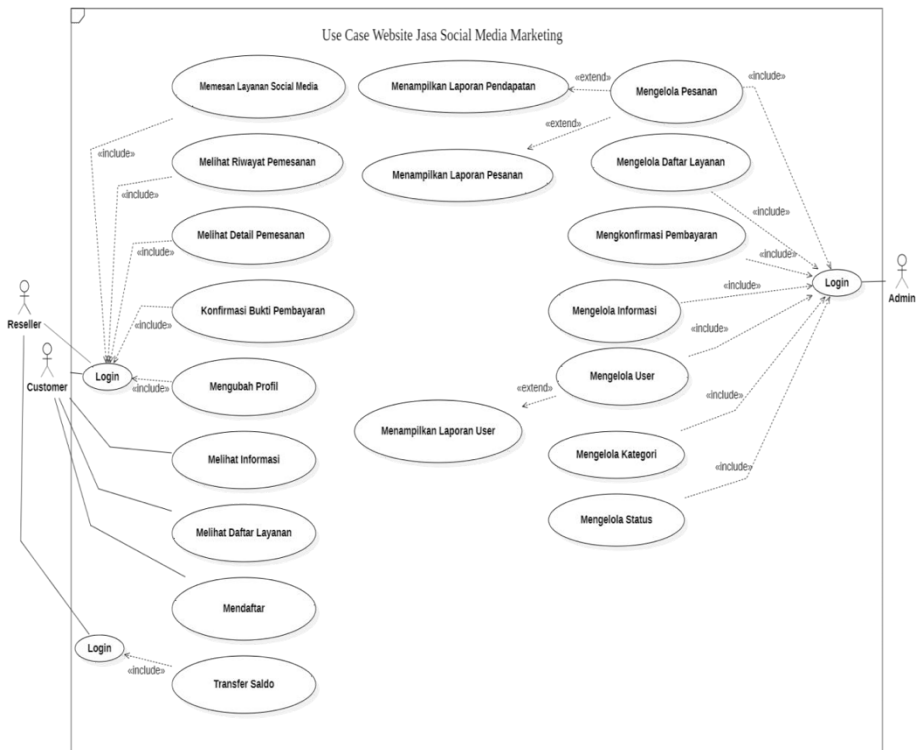 Use Case Website Jasa Social Media Marketing
Memesan Layanan Social Media
Menampilkan Laporan Pendapatan
«extend»
Mengelola Pesanan
«include»
«extend»
«include»
Melihat Riwayat Pemesanan
Menampilkan Laporan Pesanan
Mengelola Daftar Layanan
«include»
«include»
Melihat Detail Pemesanan
Mengkonfirmasi Pembayaran
«include»
«include»
Login
Admin
Reseller
Konfirmasi Bukti Pembayaran
«include»
Mengelola Informasi
«include»
«include»
Customer
Login
«include»
Mengubah Profil
Mengelola User
«extend»
«include»
Menampilkan Laporan User
Melihat Informasi
Mengelola Kategori
«include»
Melihat Daftar Layanan
Mengelola Status
Mendaftar
Login
«include»
Transfer Saldo